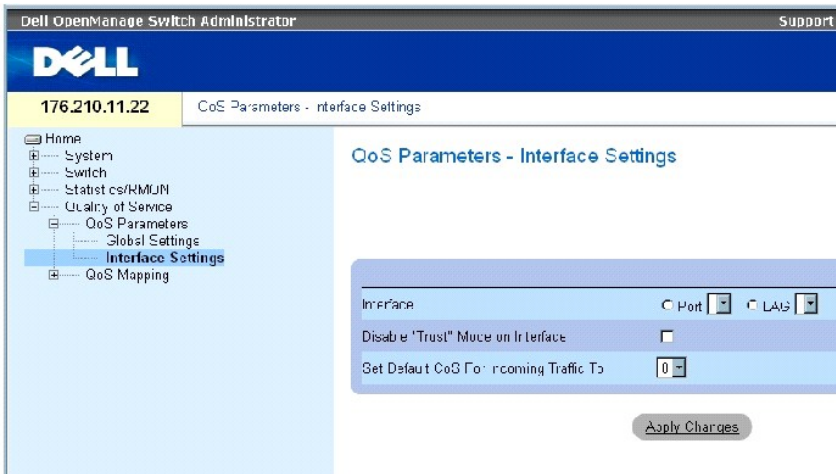 Dell OpenManage Switch Administrator Support
DELL
176.210.11.22 QoS Parameters - Interface Settings
Home
System
Switch
Statistics/RMON
Quality of Service
QoS Parameters
Global Settings
Interface Settings
QoS Mapping
QoS Parameters - Interface Settings
Interface Port LAG
Disable "Trust" Mode on Interface
Set Default CoS For Incoming Traffic To 0
Apply Changes